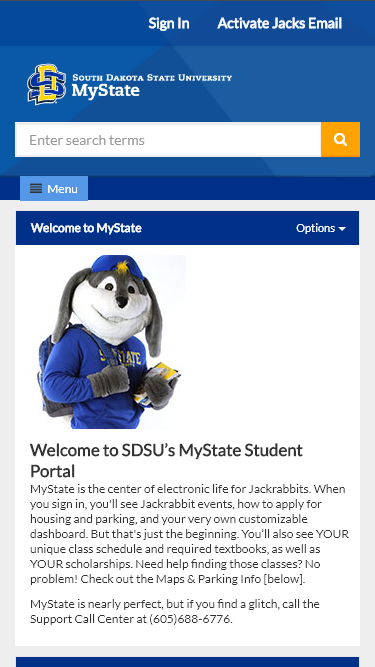 Sign In Activate Jacks Email
SOUTH DAKOTA STATE UNIVERSITY
MyState
Enter search terms
Menu
Welcome to MyState Options
Welcome to SDSU's MyState Student
Portal
MyState is the center of electronic life for Jackrabbits. When
you sign in, you'll see Jackrabbit events, how to apply for
housing and parking, and your very own customizable
dashboard. But that's just the beginning. You'll also see YOUR
unique class schedule and required textbooks, as well as
YOUR scholarships. Need help finding those classes? No
problem! Check out the Maps & Parking Info [below].
MyState is nearly perfect, but if you find a glitch, call the
Support Call Center at (605)688-6776.